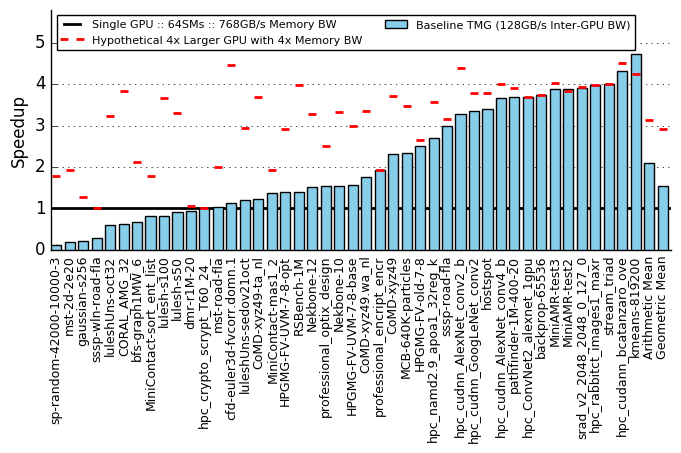 Single GPU :: 64SMs :: 768GB/s Memory BW
Hypothetical 4x Larger GPU with 4x Memory BW
Baseline TMG (128GB/s Inter-GPU BW)
Speedup
5
4
3
2
1
0
sp-random-42000-10000-3
mst-2d-2e20
gaussian-s256
sssp-wln-road-fla
luleshUns-oct32
CORAL_AMG_32
bfs-graph1MW_6
MiniContact-sort_ent_list
lulesh-s100
lulesh-s50
dmr-r1M-20
hpc_crypto_scrypt_T60_24_
mst-road-fla
cfd-euler3d-fvcorr.domn.1
luleshUns-sedov21oct
CoMD-xyz49-ta_nl
MiniContact-mas1_2
HPGMG-FV-UVM-7-8-opt
RSBench-1M
Nekbone-12
professional_optix_design
Nekbone-10
HPGMG-FV-UVM-7-8-base
CoMD-xyz49.wa_nl
professional_encript_encr
CoMD-xyz49
MCB-640K-particles
HPGMG-FV-old-7-8
hpc_namd2.9_apoa1_32reg_k
sssp-road-fla
hpc_cudnn_AlexNet_conv2_b
hpc_cudnn_GoogLeNet_conv2
hotspot
hpc_cudnn_AlexNet_conv4_b
pathfinder-1M-400-20
hpc_ConvNet2_alexnet_1gpu
backprop-65536
MiniAMR-test3
MiniAMR-test2
srad_v2_2048_2048_0_127_0
hpc_rabbitct_images1_maxr
stream_triad
hpc_cudann_bcatanzaro_ove
kmeans-819200
Arithmetic Mean
Geometric Mean